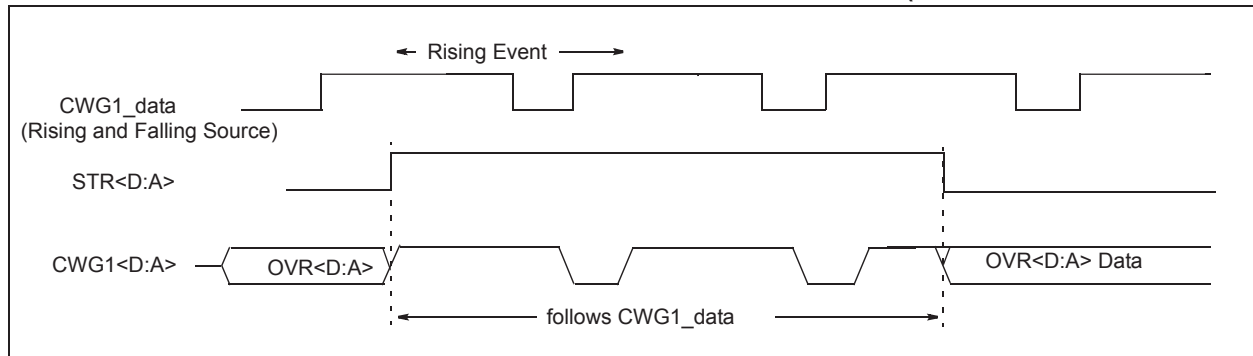 Rising Event
CWG1_data
(Rising and Falling Source)
STR<D:A>
CWG1<D:A>
OVR<D:A>
OVR<D:A> Data
follows CWG1_data